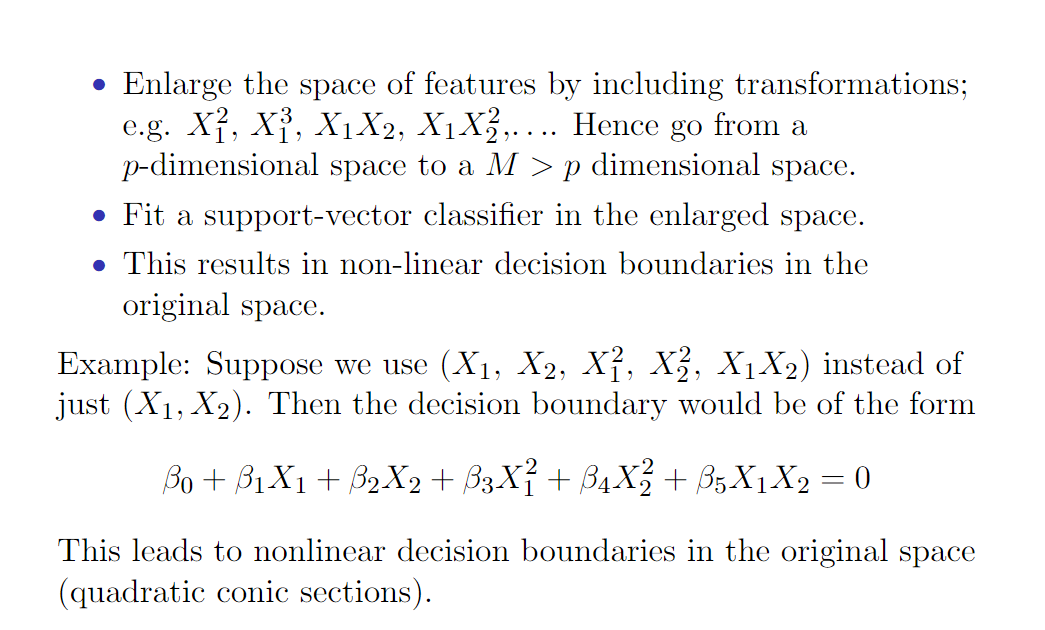 • Enlarge the space of features by including transformations;
e.g. $X_1^2$, $X_1^3$, $X_1X_2$, $X_1X_2^2$,.... Hence go from a
$p$-dimensional space to a $M > p$ dimensional space.
• Fit a support-vector classifier in the enlarged space.
• This results in non-linear decision boundaries in the
original space.
Example: Suppose we use $(X_1, X_2, X_1^2, X_2^2, X_1X_2)$ instead of
just $(X_1, X_2)$. Then the decision boundary would be of the form
$\beta_0 + \beta_1X_1 + \beta_2X_2 + \beta_3X_1^2 + \beta_4X_2^2 + \beta_5X_1X_2 = 0$
This leads to nonlinear decision boundaries in the original space
(quadratic conic sections).